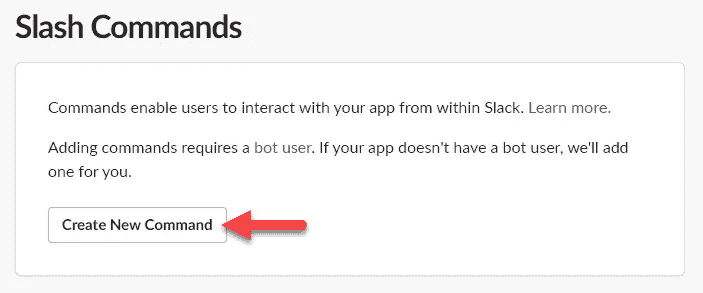 Slash Commands
Commands enable users to interact with your app from within Slack. Learn more.
Adding commands requires a bot user. If your app doesn't have a bot user, we'll add
one for you.
Create New Command